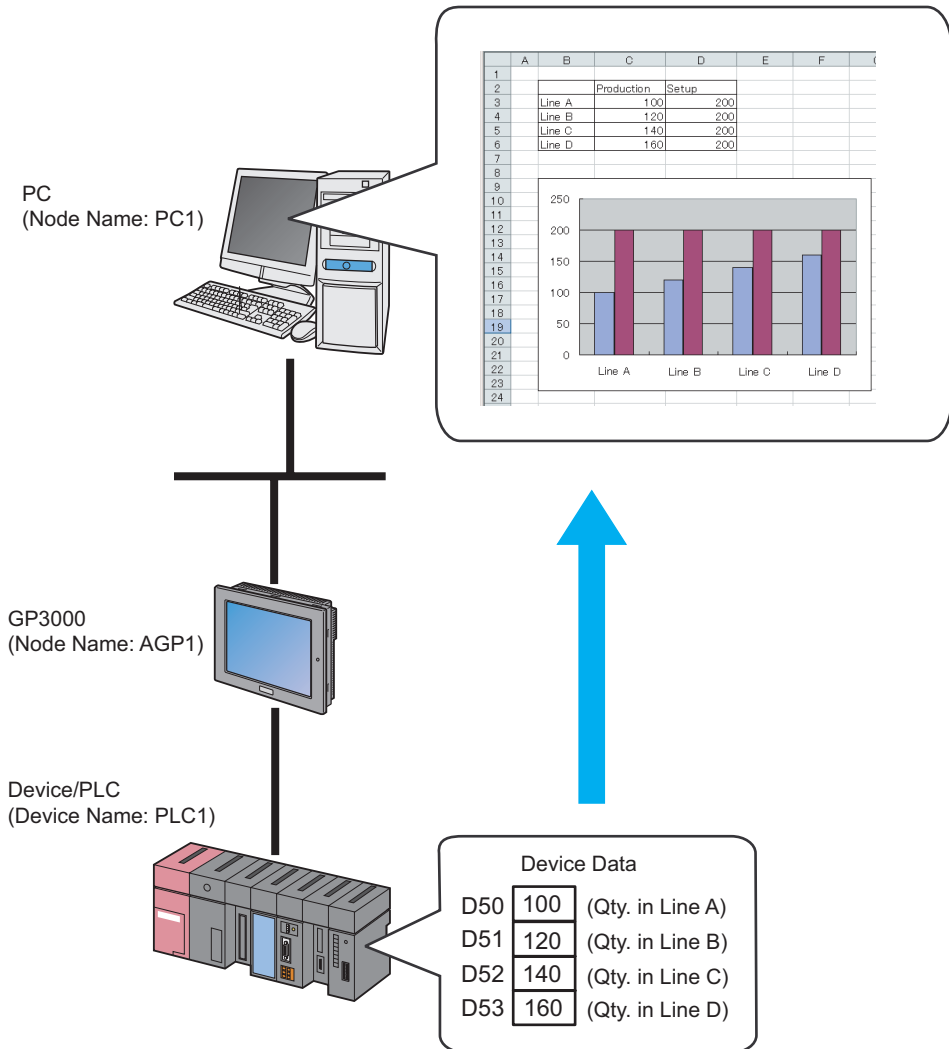 A B C D E F
1
2 Production Setup
3 Line A 100 200
4 Line B 120 200
5 Line C 140 200
6 Line D 160 200
7
8
9
10
11
12
13
14
15
16
17
18
19
20
21
22
23
24
250
200
150
100
50
0
Line A Line B Line C Line D
PC
(Node Name: PC1)
GP3000
(Node Name: AGP1)
Device/PLC
(Device Name: PLC1)
Device Data
D50 100 (Qty. in Line A)
D51 120 (Qty. in Line B)
D52 140 (Qty. in Line C)
D53 160 (Qty. in Line D)